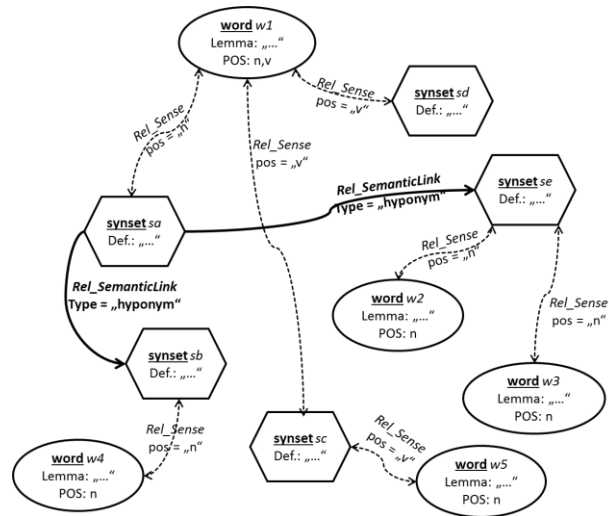 word w1
Lemma: „…“
POS: n,v
Rel_Sense
pos = „v“
synset sd
Def.: „…“
Rel_Sense
pos = „n“
Rel_Sense
pos = „v“
Rel_SemanticLink
Type = „hyponym“
synset se
Def.: „…“
synset sa
Def.: „…“
Rel_Sense
pos = „n“
Rel_SemanticLink
Type = „hyponym“
word w2
Lemma: „…“
POS: n
Rel_Sense
pos = „n“
synset sb
Def.: „…“
word w3
Lemma: „…“
POS: n
Rel_Sense
pos = „n“
synset sc
Def.: „…“
Rel_Sense
pos = „v“
word w4
Lemma: „…“
POS: n
word w5
Lemma: „…“
POS: n